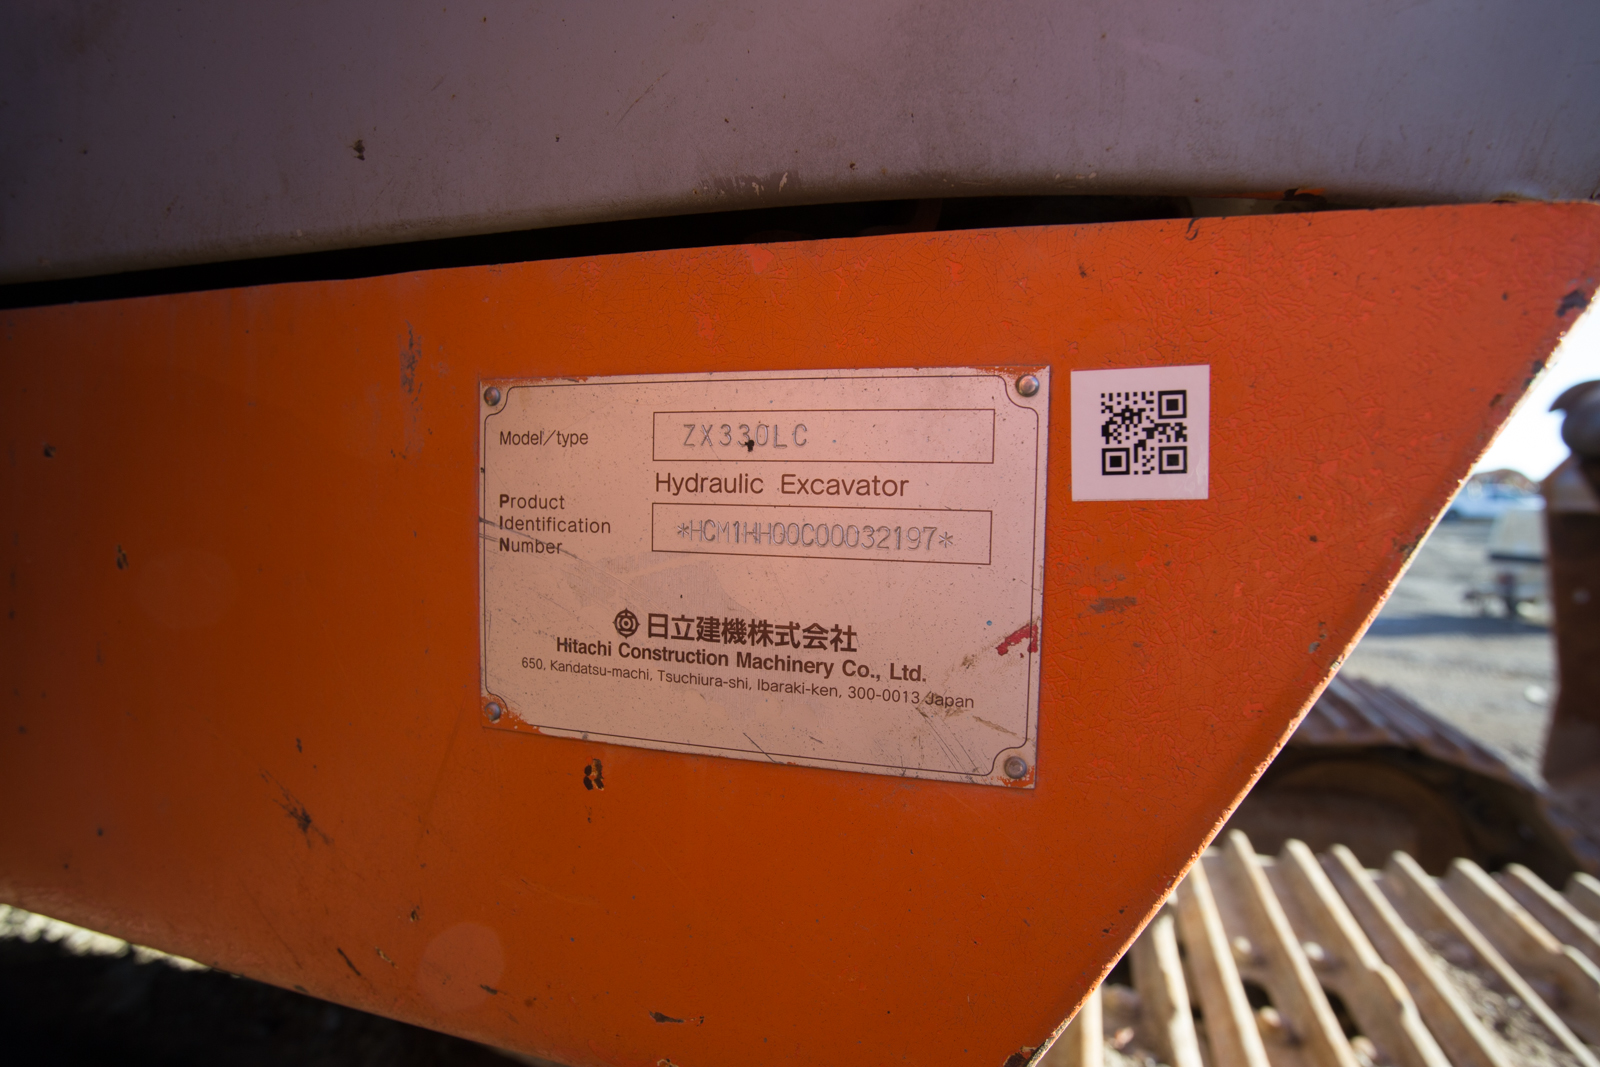 Model/type
ZX330LC
Hydraulic Excavator
Product
Identification
Number
*HCM1HH00C00032197*
日立建機株式会社
Hitachi Construction Machinery Co., Ltd.
650, Kandatsu-machi, Tsuchiura-shi, Ibaraki-ken, 300-0013 Japan